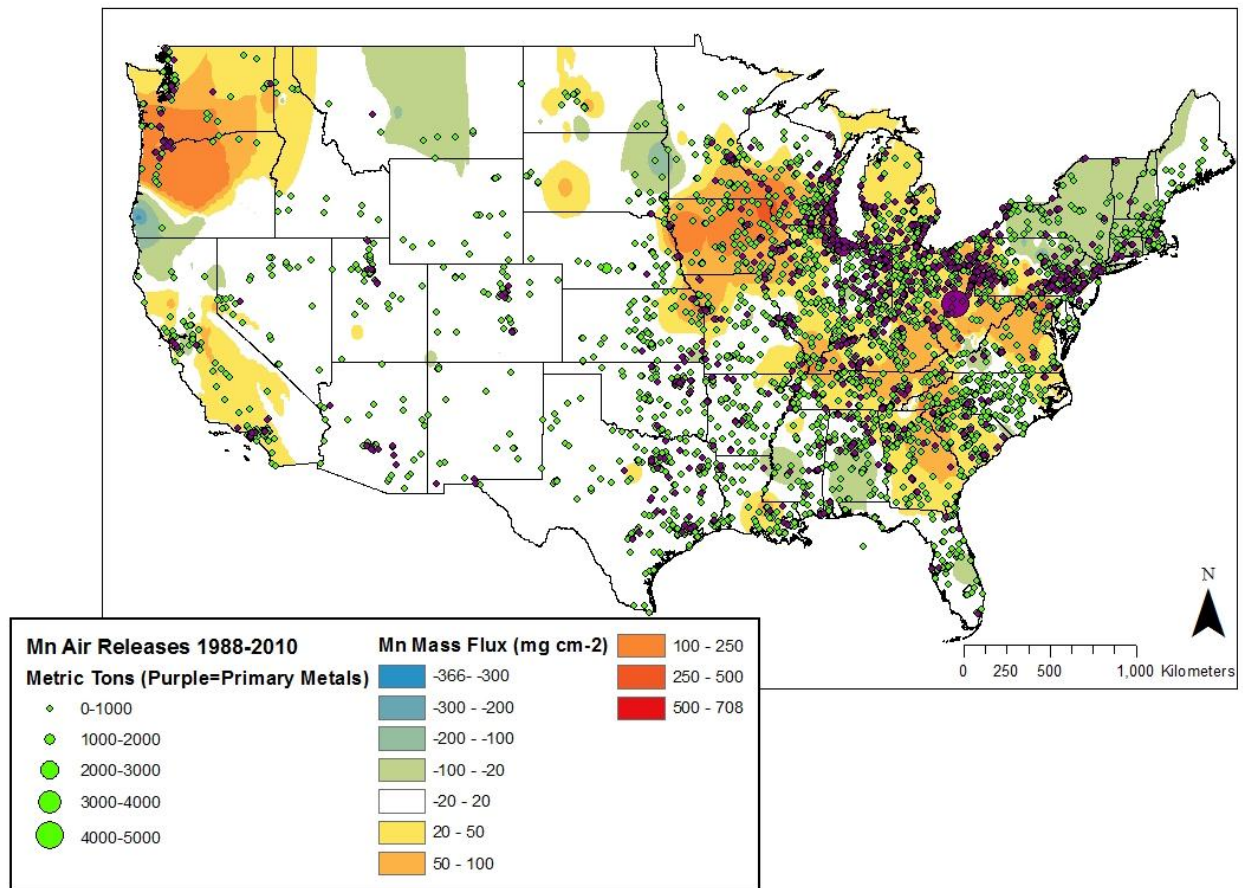 N
0 250 500 1,000 Kilometers
Mn Air Releases 1988-2010
Metric Tons (Purple=Primary Metals)
0-1000
1000-2000
2000-3000
3000-4000
4000-5000
Mn Mass Flux (mg cm-2)
-366- -300
-300 - -200
-200 - -100
-100 - -20
-20 - 20
20 - 50
50 - 100
100 - 250
250 - 500
500 - 708